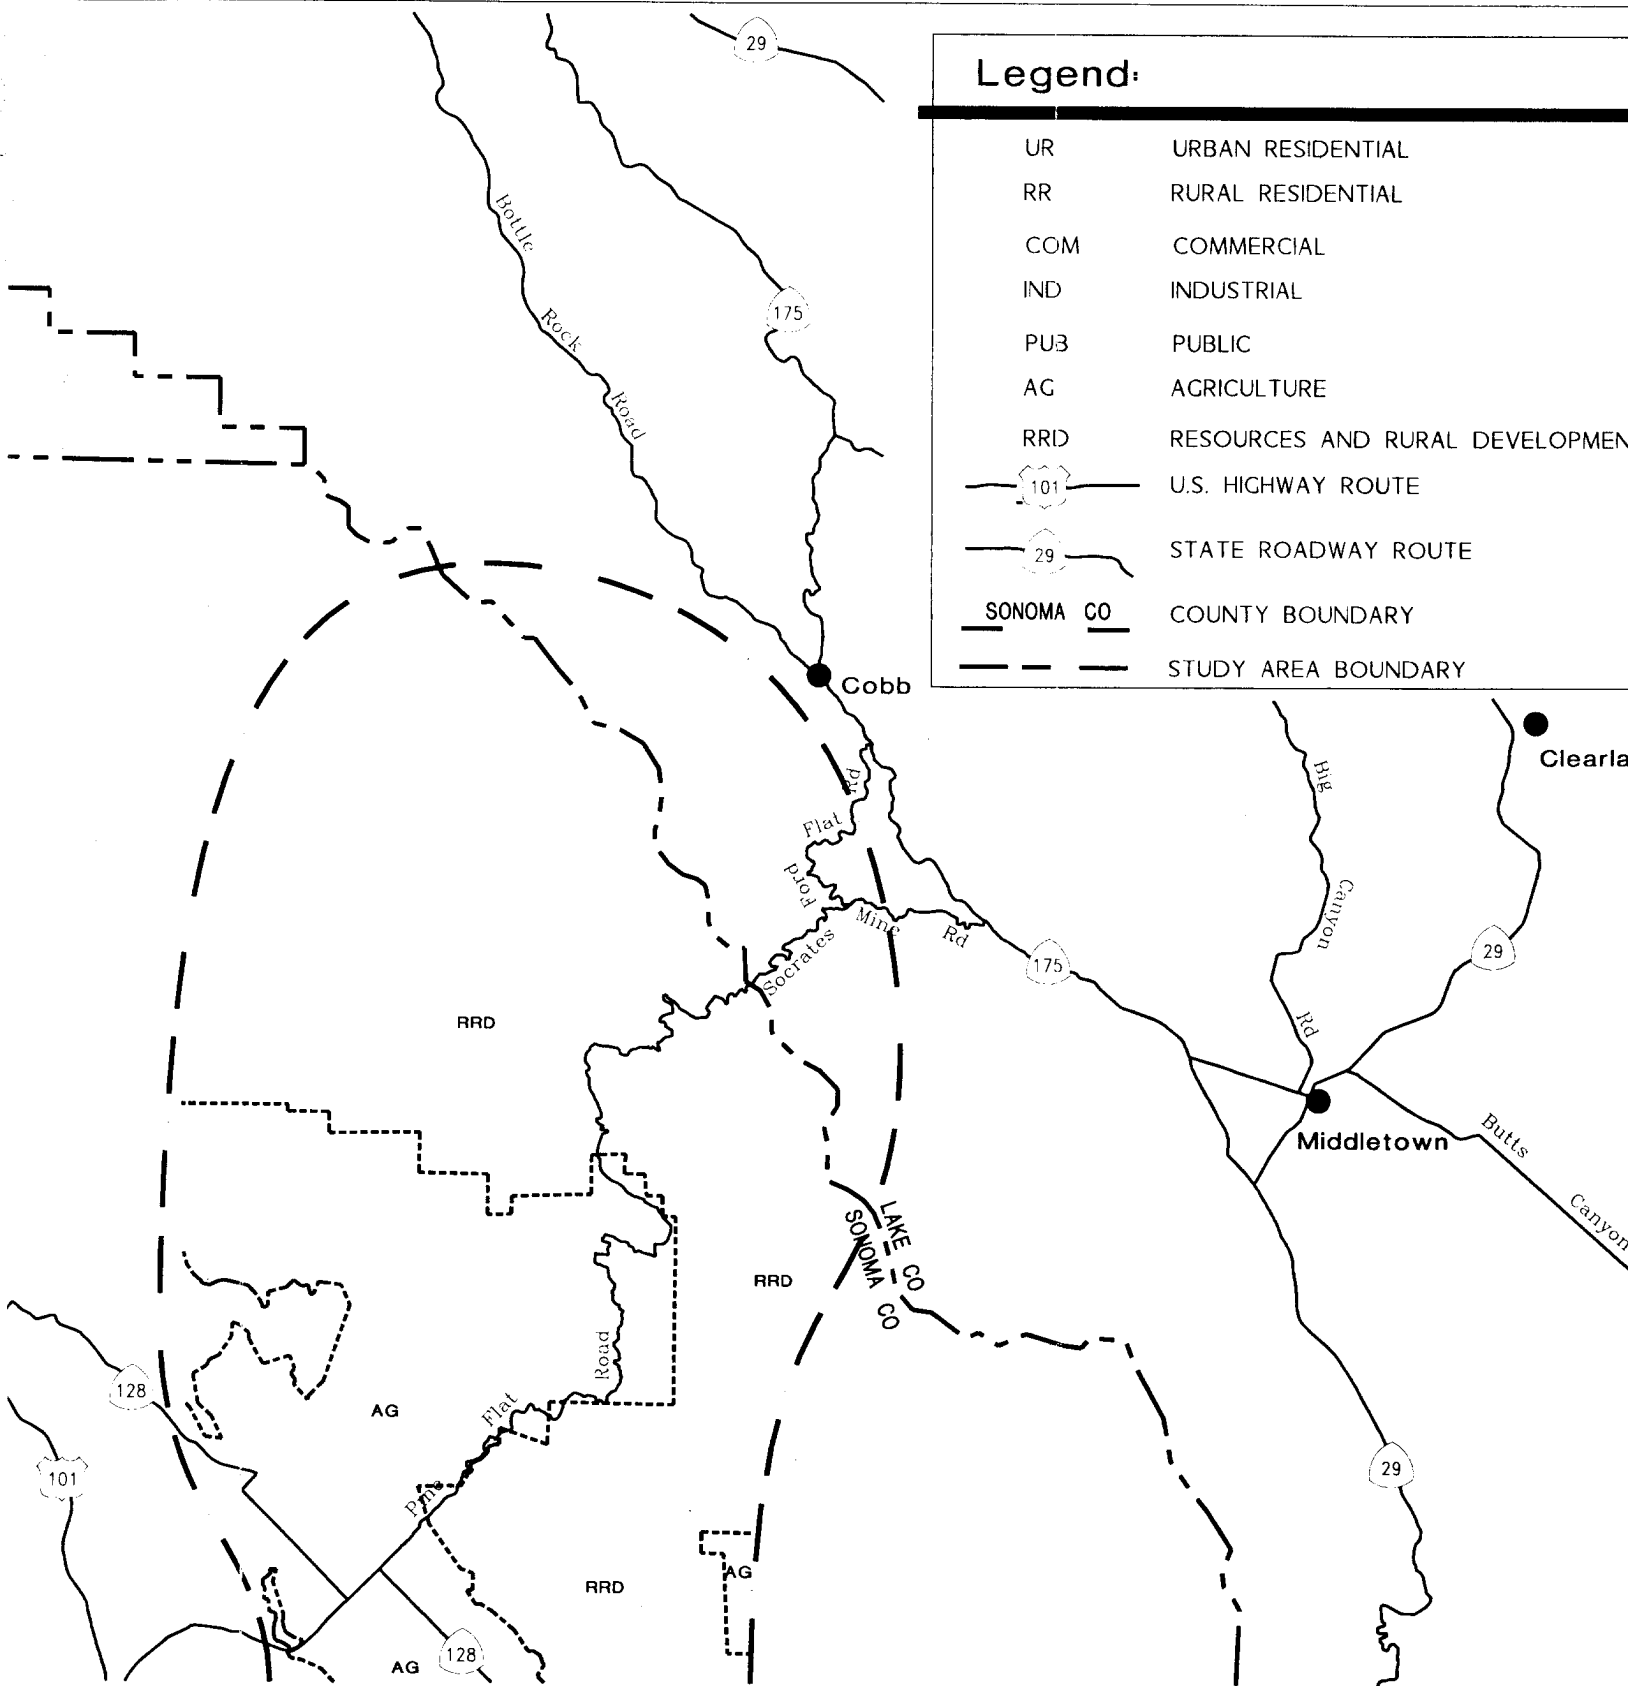 29
Legend:
UR URBAN RESIDENTIAL
RR RURAL RESIDENTIAL
COM COMMERCIAL
IND INDUSTRIAL
PUB PUBLIC
AG AGRICULTURE
RRD RESOURCES AND RURAL DEVELOPMEN
101 U.S. HIGHWAY ROUTE
29 STATE ROADWAY ROUTE
SONOMA CO COUNTY BOUNDARY
STUDY AREA BOUNDARY
Bottle
Rock
Road
175
Cobb
Clearla
Big
Canyon
Rd
Ford
Flat
Rd
Socrates
Mine
Rd
175
29
RRD
Middletown
Butts
Canyon
LAKE CO
SONOMA CO
RRD
128
AG
Pine
Flat
Road
101
29
RRD
AG
AG
128